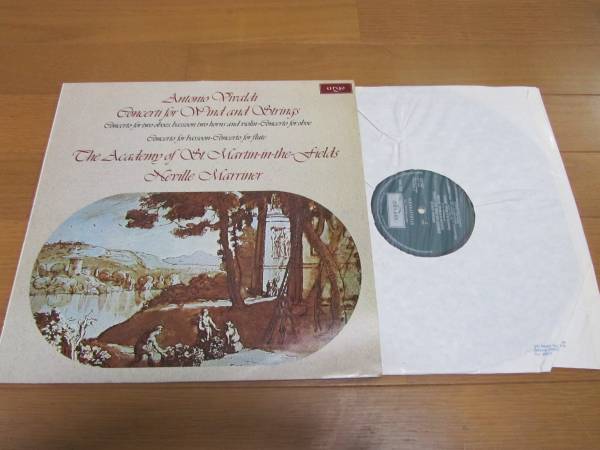 argo
Antonio Vivaldi
Concerti for Wind and Strings
Concerto for two oboes, bassoon, two horns and violin-Concerto for oboe
Concerto for bassoon-Concerto for flute
The Academy of St Martin-in-the-Fields
Neville Marriner